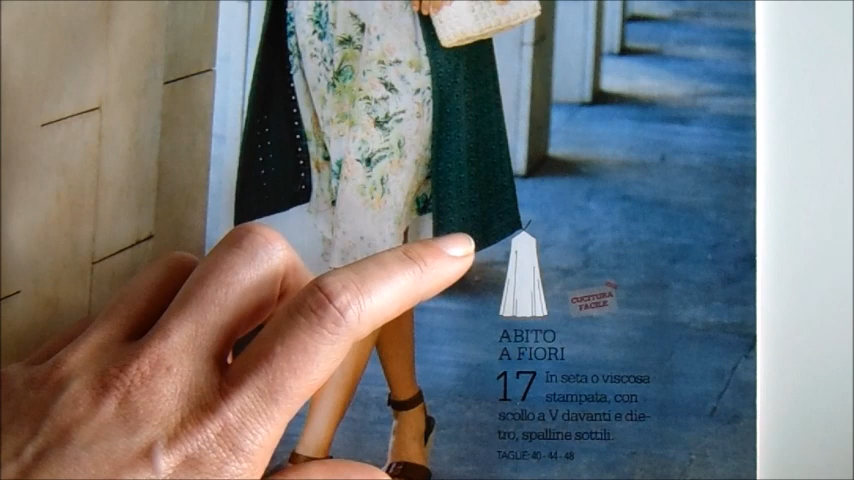 CUCITURA
FACILE
ABITO
A FIORI
17 In seta o viscosa
stampata, con
scollo a V davanti e die-
tro, spalline sottili.
TAGLIE: 40 - 44 - 48